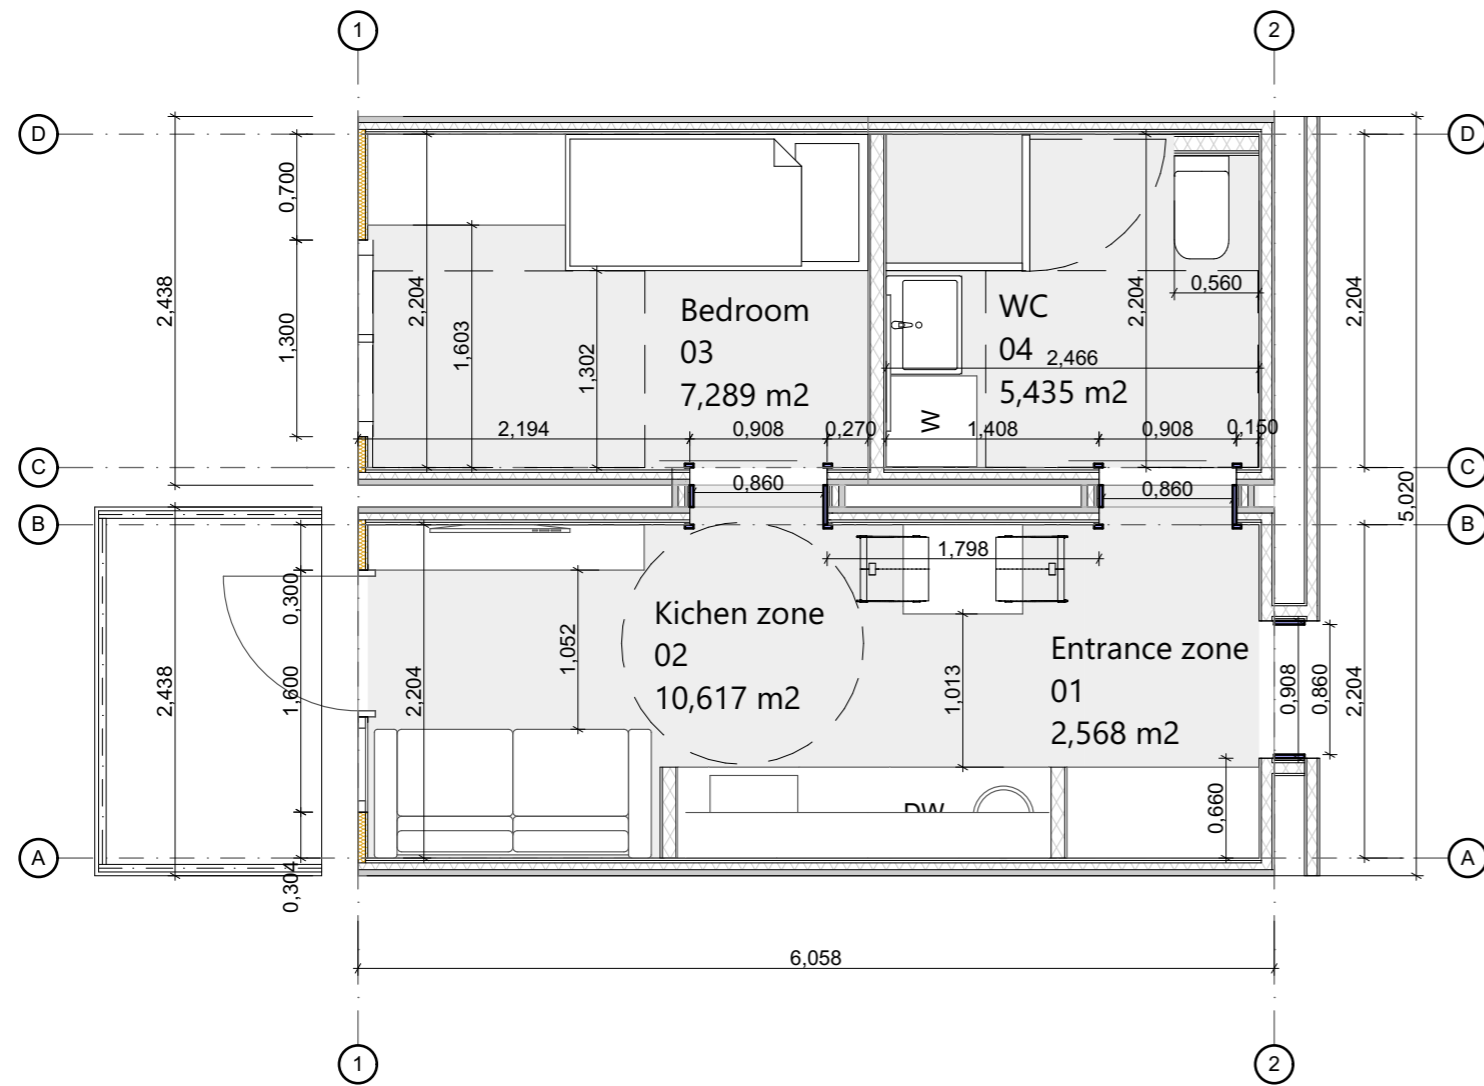 1
2
D
D
0,700
2,438
1,300
2,204
1,603
1,302
Bedroom
03
7,289 m2
2,204
WC
04
2,466
5,435 m2
0,560
2,204
W
2,194
0,908
0,270
1,408
0,908
0,150
C
C
0,860
0,860
5,020
B
B
1,798
0,300
2,438
1,600
2,204
1,052
Kichen zone
02
10,617 m2
1,013
Entrance zone
01
2,568 m2
0,908
0,860
2,204
0,660
DW
A
A
0,304
6,058
1
2